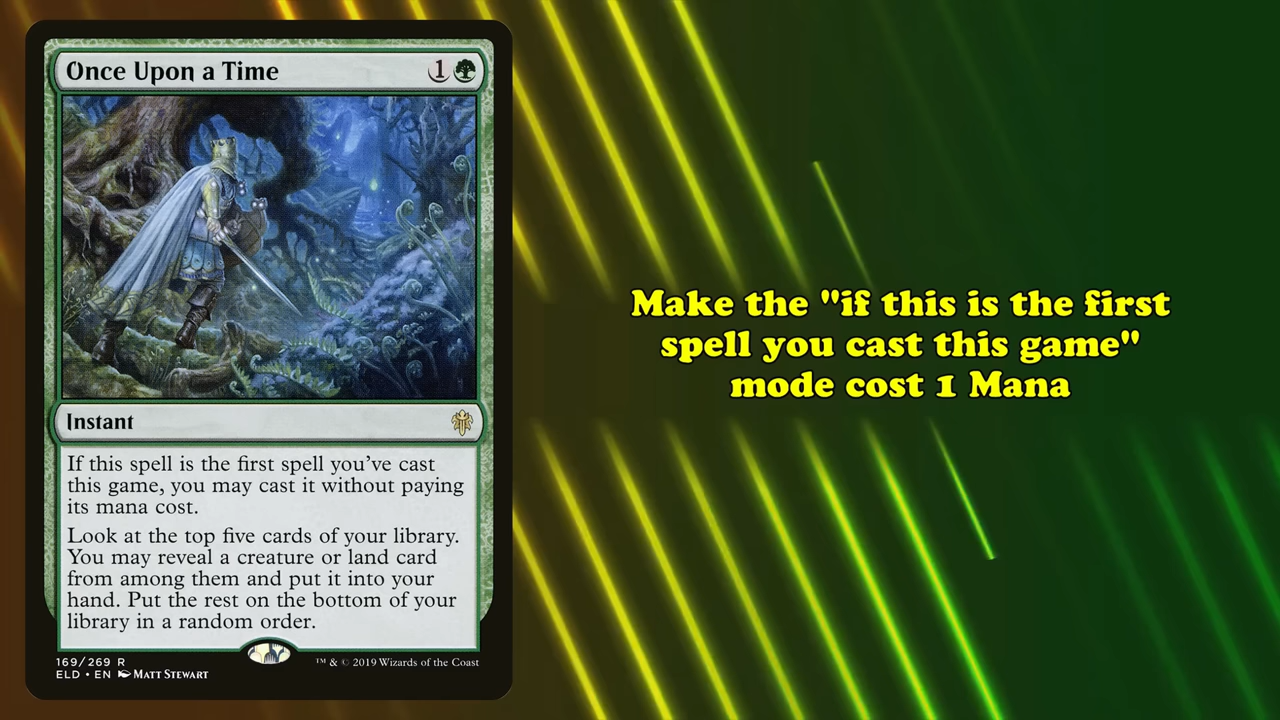 Once Upon a Time 1
Instant
If this spell is the first spell you've cast
this game, you may cast it without paying
its mana cost.
Look at the top five cards of your library.
You may reveal a creature or land card
from among them and put it into your
hand. Put the rest on the bottom of your
library in a random order.
169/269 R
ELD • EN Matt Stewart
™ & © 2019 Wizards of the Coast
Make the "if this is the first
spell you cast this game"
mode cost 1 Mana